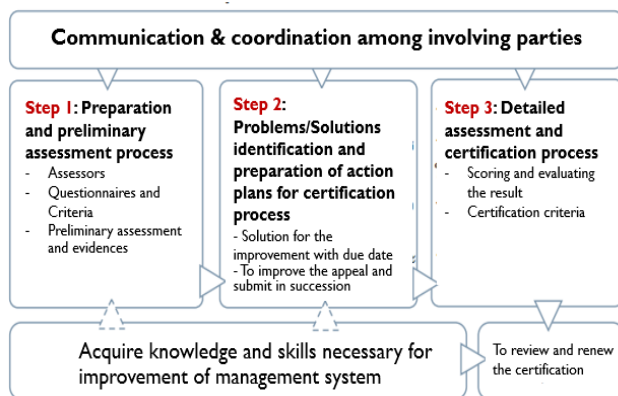 Communication & coordination among involving parties
Step 1: Preparation
and preliminary
assessment process
- Assessors
- Questionnaires and
Criteria
- Preliminary assessment
and evidences
Step 2:
Problems/Solutions
identification and
preparation of action
plans for certification
process
- Solution for the
improvement with due date
- To improve the appeal and
submit in succession
Step 3: Detailed
assessment and
certification process
- Scoring and evaluating
the result
- Certification criteria
Acquire knowledge and skills necessary for
improvement of management system
To review and renew
the certification